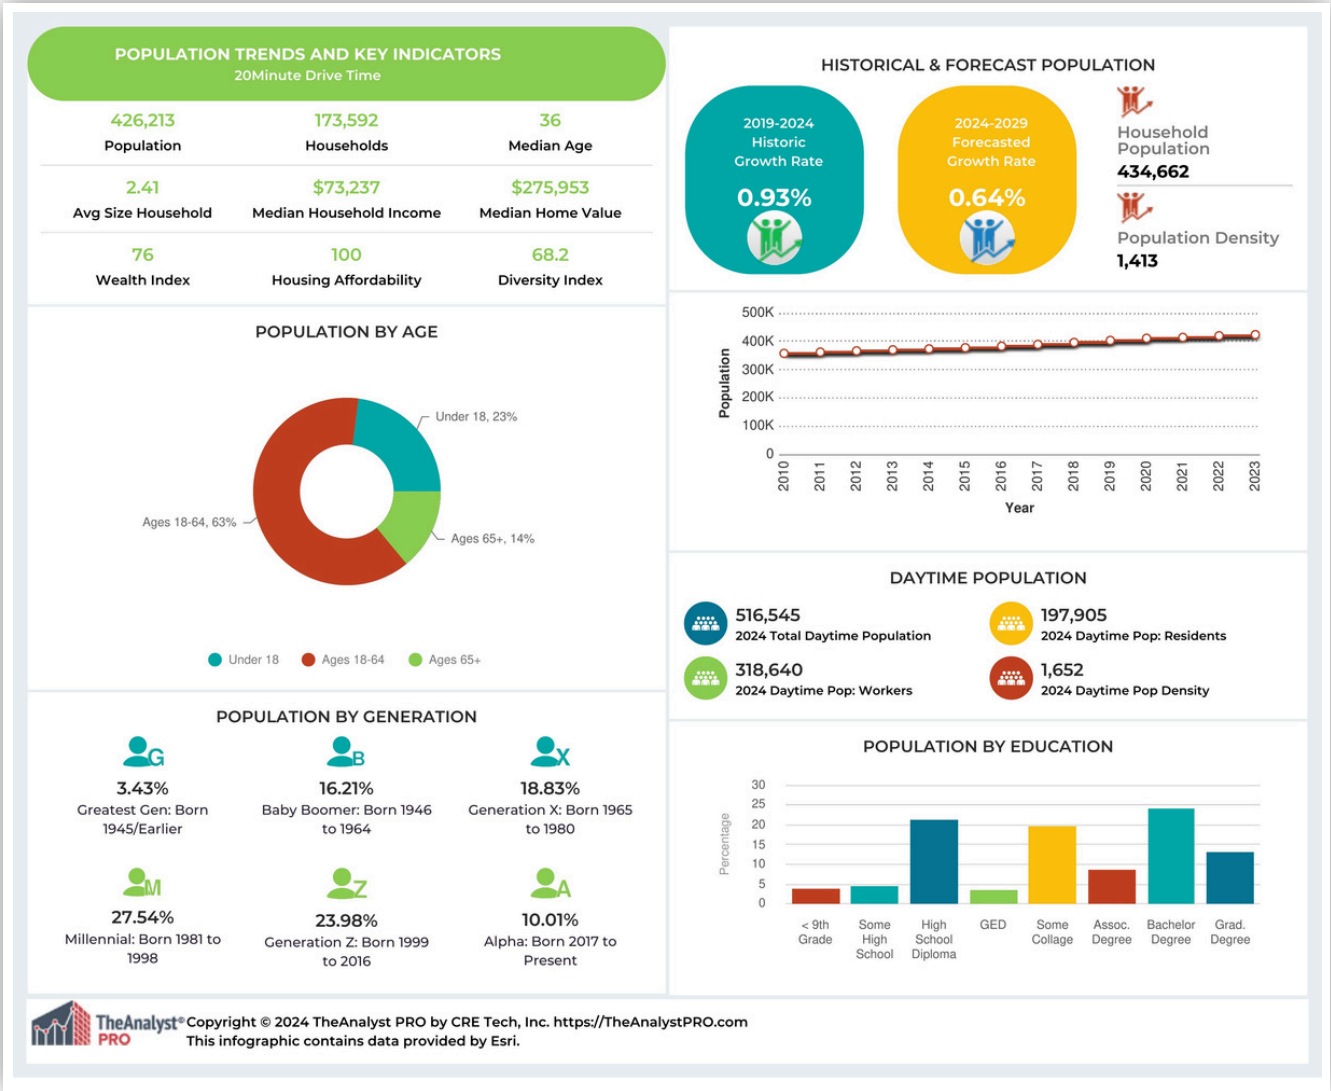 POPULATION TRENDS AND KEY INDICATORS
20Minute Drive Time
426,213
Population
173,592
Households
36
Median Age
2.41
Avg Size Household
$73,237
Median Household Income
$275,953
Median Home Value
76
Wealth Index
100
Housing Affordability
68.2
Diversity Index
POPULATION BY AGE
Under 18, 23%
Ages 18-64, 63%
Ages 65+, 14%
Under 18
Ages 18-64
Ages 65+
POPULATION BY GENERATION
G
3.43%
Greatest Gen: Born
1945/Earlier
B
16.21%
Baby Boomer: Born 1946
to 1964
X
18.83%
Generation X: Born 1965
to 1980
M
27.54%
Millennial: Born 1981 to
1998
Z
23.98%
Generation Z: Born 1999
to 2016
A
10.01%
Alpha: Born 2017 to
Present
HISTORICAL & FORECAST POPULATION
2019-2024
Historic
Growth Rate
0.93%
2024-2029
Forecasted
Growth Rate
0.64%
Household
Population
434,662
Population Density
1,413
500K
400K
300K
200K
100K
0
Population
2010
2011
2012
2013
2014
2015
2016
2017
2018
2019
2020
2021
2022
2023
Year
DAYTIME POPULATION
516,545
2024 Total Daytime Population
197,905
2024 Daytime Pop: Residents
318,640
2024 Daytime Pop: Workers
1,652
2024 Daytime Pop Density
POPULATION BY EDUCATION
30
25
20
15
10
5
0
Percentage
< 9th
Grade
Some
High
School
High
School
Diploma
GED
Some
Collage
Assoc.
Degree
Bachelor
Degree
Grad.
Degree
TheAnalyst®
PRO
Copyright © 2024 TheAnalyst PRO by CRE Tech, Inc. https://TheAnalystPRO.com
This infographic contains data provided by Esri.